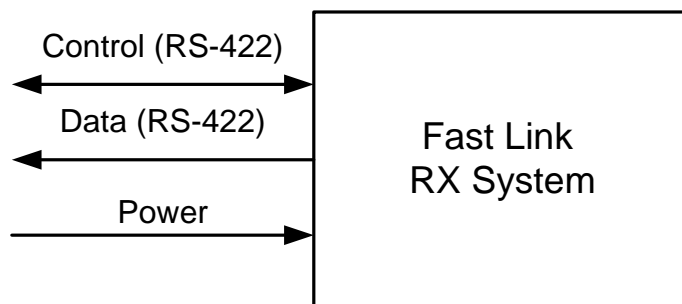 Control (RS-422)
Data (RS-422)
Power
Fast Link
RX System